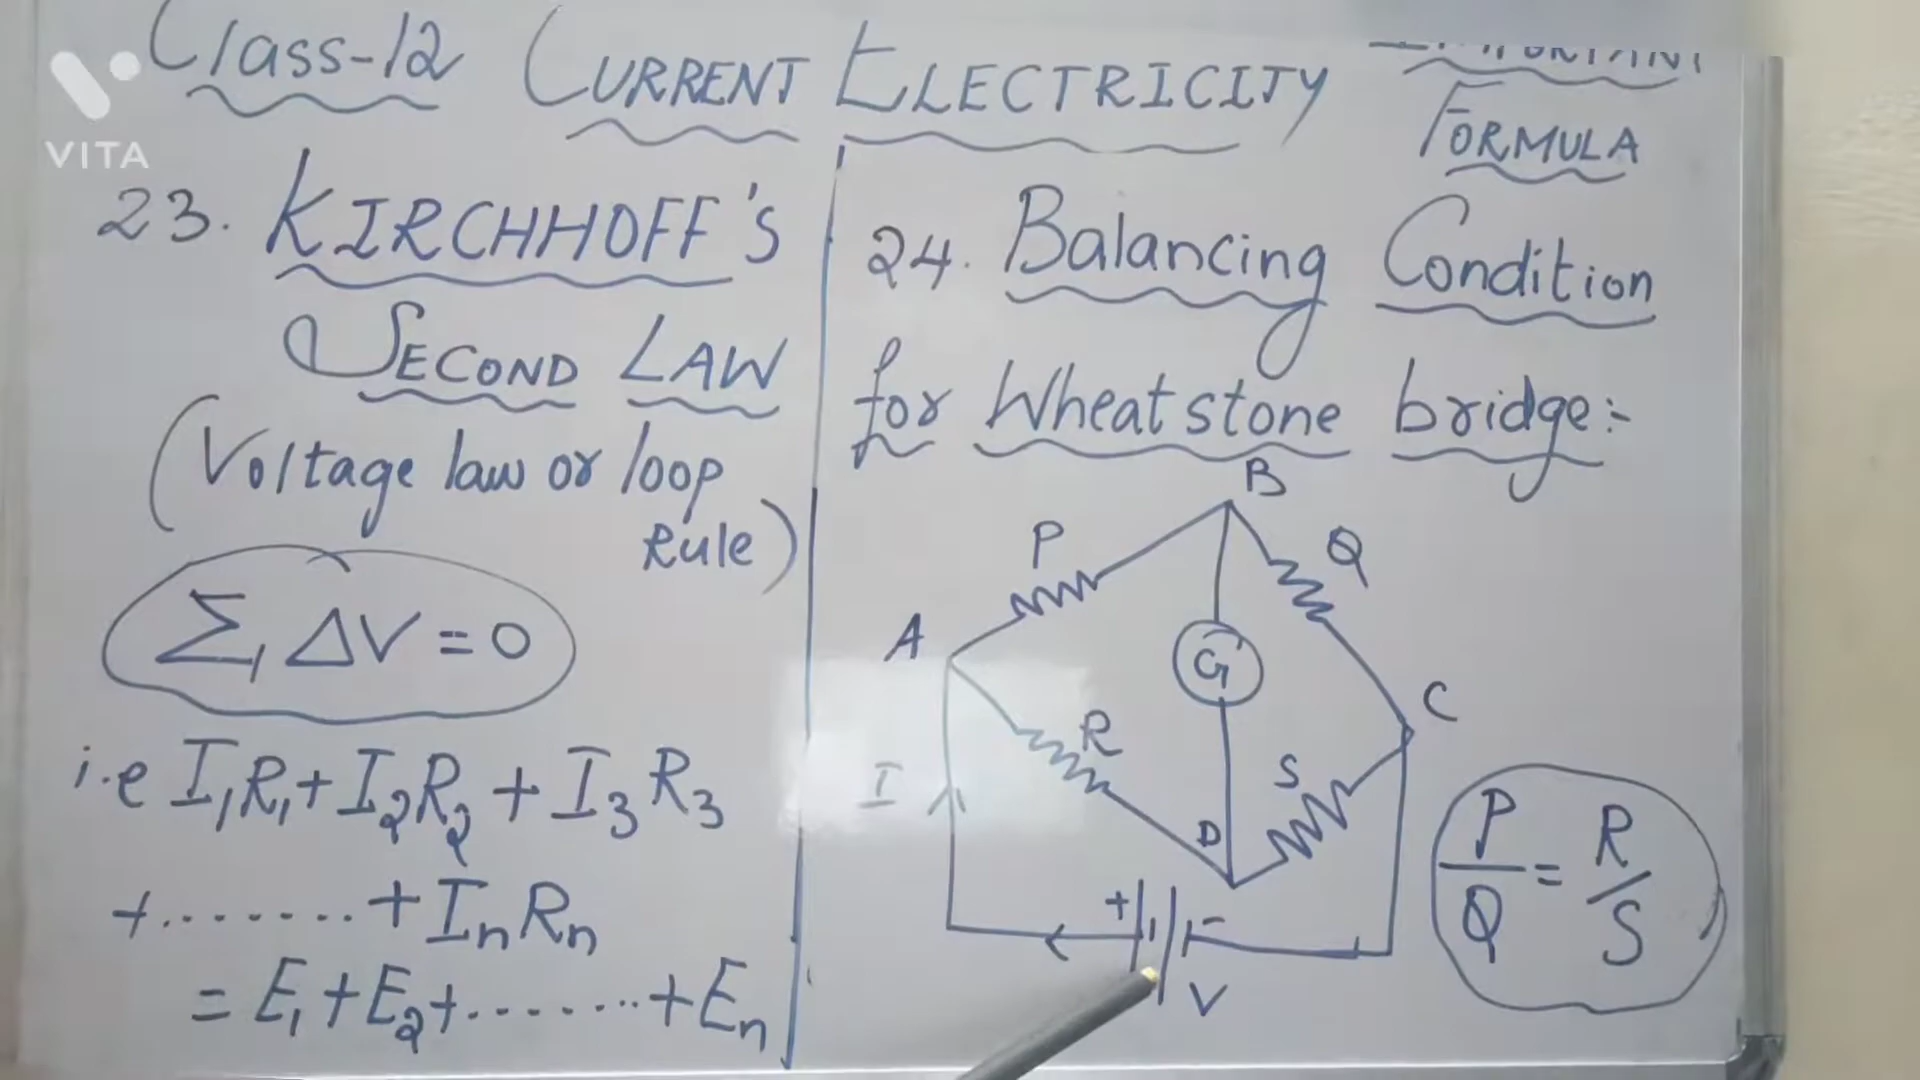 Class-12 CURRENT ELECTRICITY IMPORTANT
FORMULA
VITA
23. KIRCHHOFF'S
SECOND LAW
(Voltage law or loop
Rule)
∑ ΔV = 0
i.e I₁R₁ + I₂R₂ + I₃R₃
+ ....... + IₙRₙ
= E₁ + E₂ + ....... + Eₙ
24. Balancing Condition
for Wheatstone bridge:-
B
P
Q
A
G
C
R
I
S
D
+ -
V
P/Q = R/S